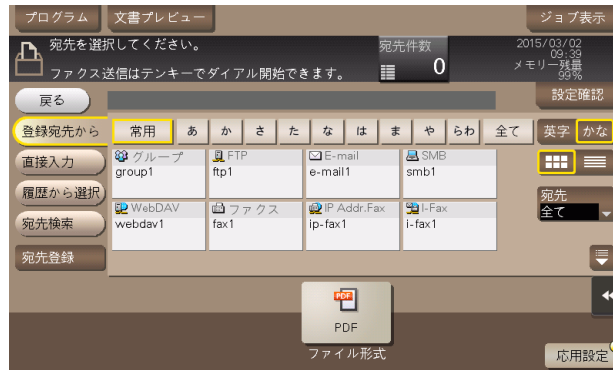 プログラム
文書プレビュー
ジョブ表示
宛先を選択してください。
ファクス送信はテンキーでダイアル開始できます。
宛先件数
0
2015/03/02
09:39
メモリー残量
99%
戻る
設定確認
登録宛先から
常用 あ か さ た な は ま や らわ 全て
英字 かな
直接入力
履歴から選択
宛先検索
宛先登録
グループ
group1
FTP
ftp1
E-mail
e-mail1
SMB
smb1
WebDAV
webdav1
ファクス
fax1
IP Addr.Fax
ip-fax1
I-Fax
i-fax1
宛先
全て
PDF
PDF
ファイル形式
応用設定